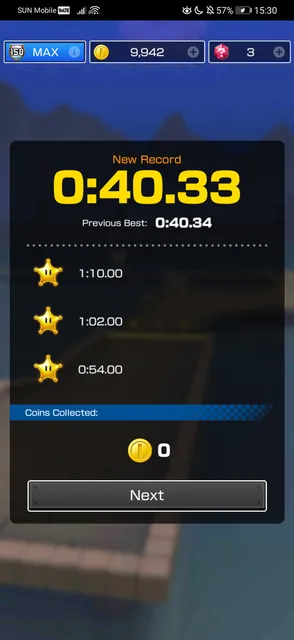 SUN Mobile VoLTE 57% 15:30
150 MAX i 9,942 + 3 +
New Record
0:40.33
Previous Best: 0:40.34
1:10.00
1:02.00
0:54.00
Coins Collected:
0
Next